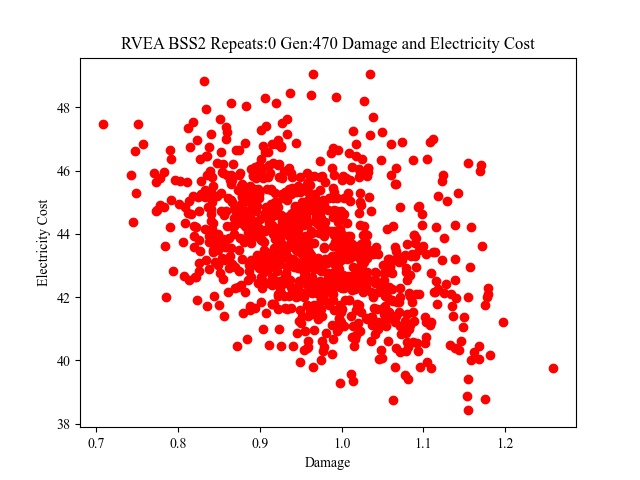 RVEA BSS2 Repeats:0 Gen:470 Damage and Electricity Cost
48
46
44
42
40
38
Electricity Cost
0.7 0.8 0.9 1.0 1.1 1.2
Damage